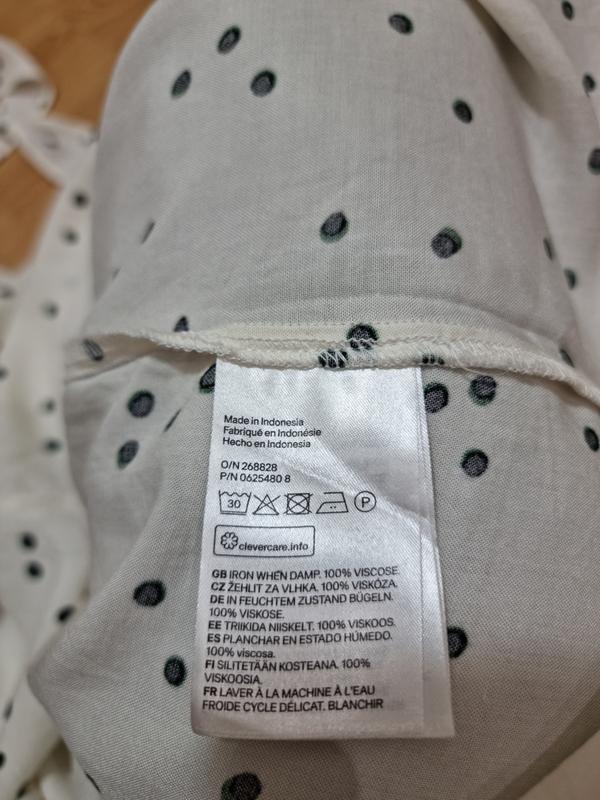 Made in Indonesia
Fabriqué en Indonésie
Hecho en Indonesia
O/N 268828
P/N 0625480 8
30 P
clevercare.info
GB IRON WHEN DAMP. 100% VISCOSE.
CZ ŽEHLIT ZA VLHKA. 100% VISKÓZA.
DE IN FEUCHTEM ZUSTAND BÜGELN.
100% VISKOSE.
EE TRIIKIDA NIISKELT. 100% VISKOOS.
ES PLANCHAR EN ESTADO HÚMEDO.
100% viscosa.
FI SILITETÄÄN KOSTEANA. 100%
VISKOOSIA.
FR LAVER À LA MACHINE À L'EAU
FROIDE CYCLE DÉLICAT. BLANCHIR